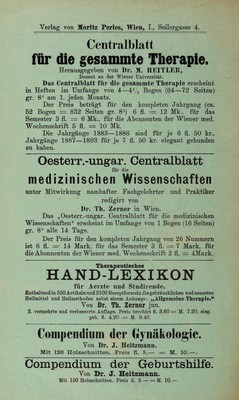 Verlag von Moritz Perles, Wien, I., Seilergasse 4.
Centralblatt
für die gesammte Therapie.
Herausgegeben von Dr. M. HEITLER,
Docent an der Wiener Universität.
Das Centralblatt für die gesammte Therapie erscheint
in Heften im Umfange von 4—4½ Bogen (64—72 Seiten)
gr. 8° am 1. jeden Monats.
Der Preis beträgt für den kompleten Jahrgang (ca.
52 Bogen = 832 Seiten gr. 8°) 6 fl. = 12 Mk. für das
Semester 3 fl. = 6 Mk., für die Abonnenten der Wiener med.
Wochenschrift 5 fl. = 10 Mk.
Die Jahrgänge 1883—1886 sind für je 6 fl. 50 kr.,
Jahrgänge 1887—1893 für je 7 fl. 50 kr. elegant gebunden
zu haben.
Oesterr.-ungar. Centralblatt
für die
medizinischen Wissenschaften
unter Mitwirkung namhafter Fachgelehrter und Praktiker
redigirt von
Dr. Th. Zerner in Wien.
Das „Oesterr.-ungar. Centralblatt für die medizinischen
Wissenschaften“ erscheint im Umfange von 1 Bogen (16 Seiten)
gr. 8° alle 14 Tage.
Der Preis für den kompleten Jahrgang von 26 Nummern
ist 6 fl. = 14 Mark, für das Semester 3 fl. = 7 Mark, für
die Abonnenten der Wiener med. Wochenschrift 2 fl. = 4 Mark.
Therapeutisches
HAND-LEXIKON
für Aerzte und Studirende.
Enthaltend in 850 Artikeln und 3100 Rezeptformeln die gebräuchlichen und neuesten
Heilmittel und Heilmethoden nebst einem Anhange: „Allgemeine Therapie.“
Von Dr. Th. Zerner jun.
2. vermehrte und verbesserte Auflage. Preis brochirt fl. 3.60 = M. 7.20, eleg.
geb. fl. 4.20 = M. 8.40.
Compendium der Gynäkologie.
Von Dr. J. Heitzmann.
Mit 126 Holzschnitten. Preis fl. 5.— = M. 10.—.
Compendium der Geburtshilfe.
Von Dr. J. Heitzmann.
Mit 150 Holzschnitten. Preis fl. 5.— = M. 10.—